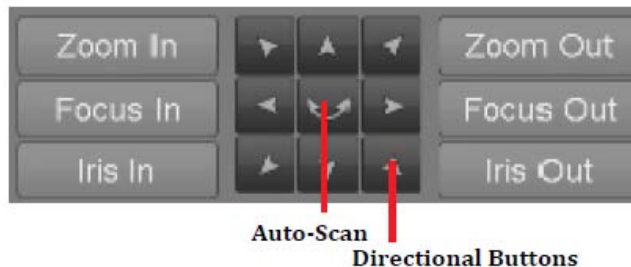 Zoom In Zoom Out
Focus In Focus Out
Iris In Iris Out
Auto-Scan
Directional Buttons